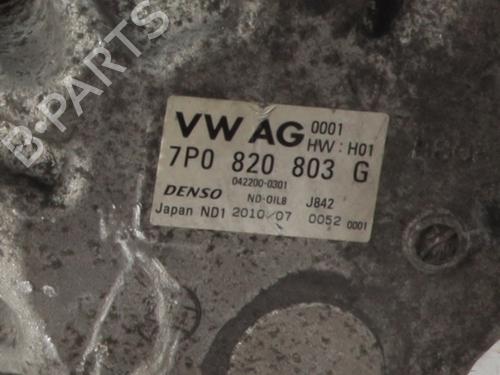 B-PARTS
VW AG 0001
HW : H01
7P0 820 803 G
042200-0301
DENSO ND-OIL8 J842
Japan ND1 2010/07 0052 0001